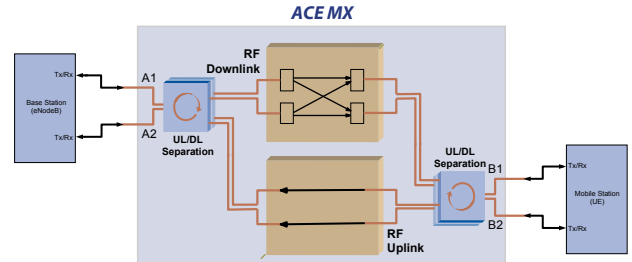 ACE MX
RF
Downlink
Tx/Rx
A1
Base Station
(eNodeB)
Tx/Rx
A2
UL/DL
Separation
UL/DL
Separation
B1
Tx/Rx
Mobile Station
(UE)
B2
Tx/Rx
RF
Uplink